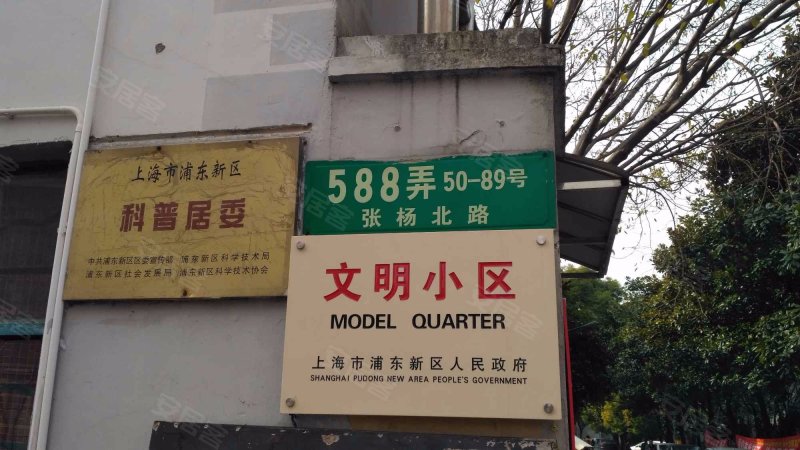 上海市浦东新区
科普居委
中共浦东新区区委宣传部 浦东新区科学技术局
浦东新区社会发展局 浦东新区科学技术协会
588弄 50-89号
张杨北路
文明小区
MODEL QUARTER
上海市浦东新区人民政府
SHANGHAI PUDONG NEW AREA PEOPLE'S GOVERNMENT
安居客